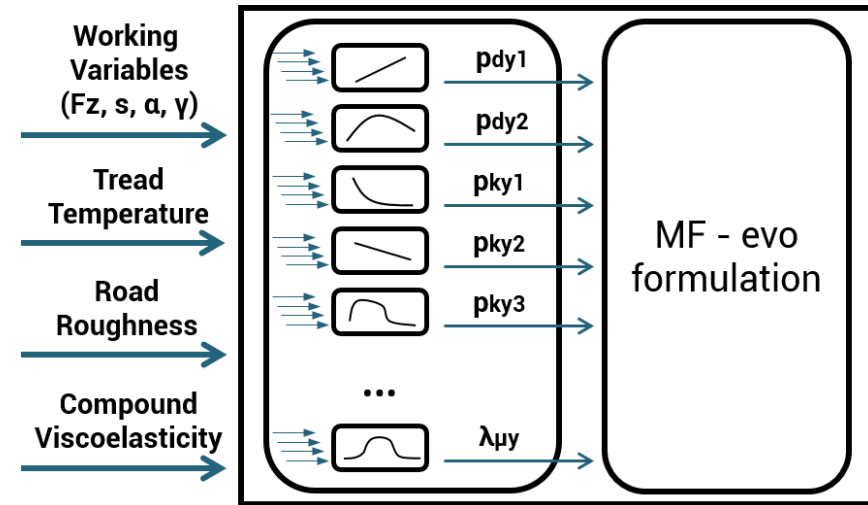 Working
Variables
(Fz, s, α, γ)
Tread
Temperature
Road
Roughness
Compound
Viscoelasticity
pdy1
pdy2
pky1
pky2
pky3
...
λμy
MF - evo
formulation